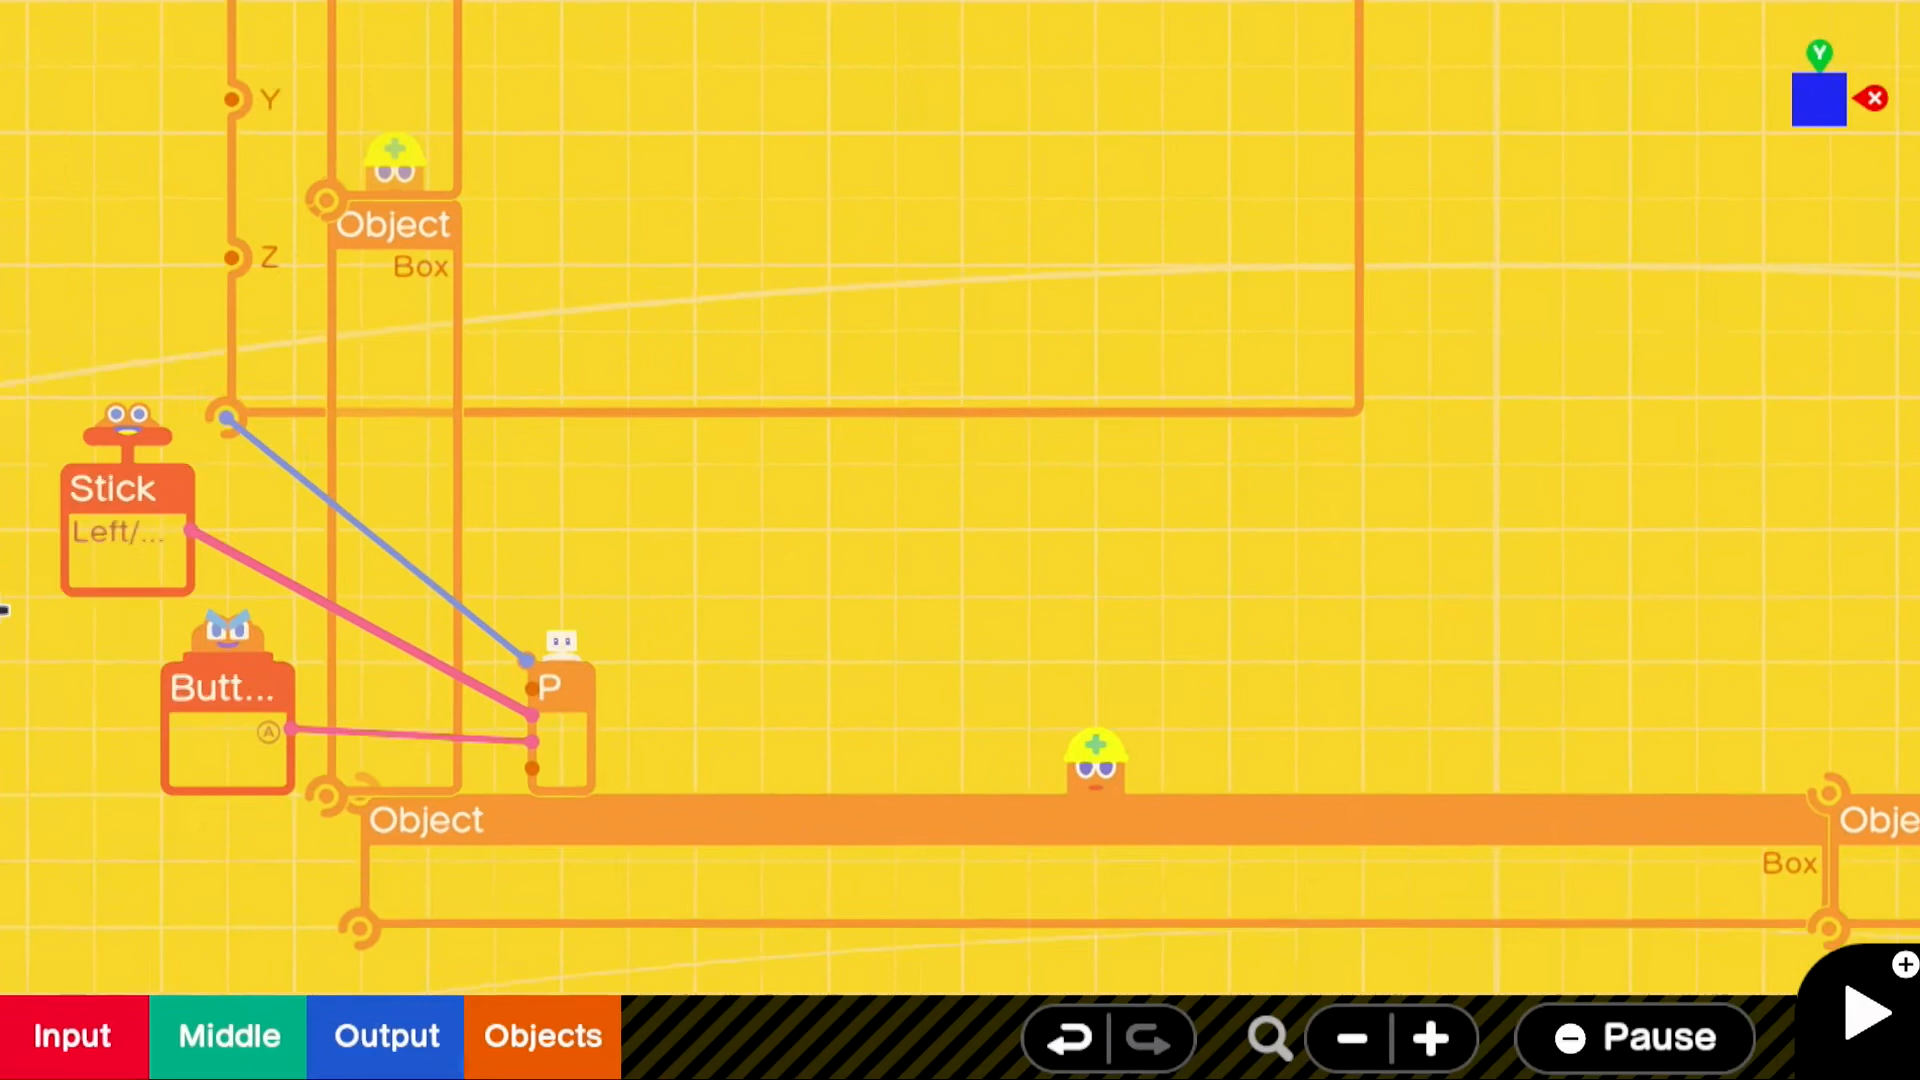 Y
Y
X
Object
Z
Box
Stick
Left/...
Butt...
P
A
Object
Obje
Box
Input
Middle
Output
Objects
Pause